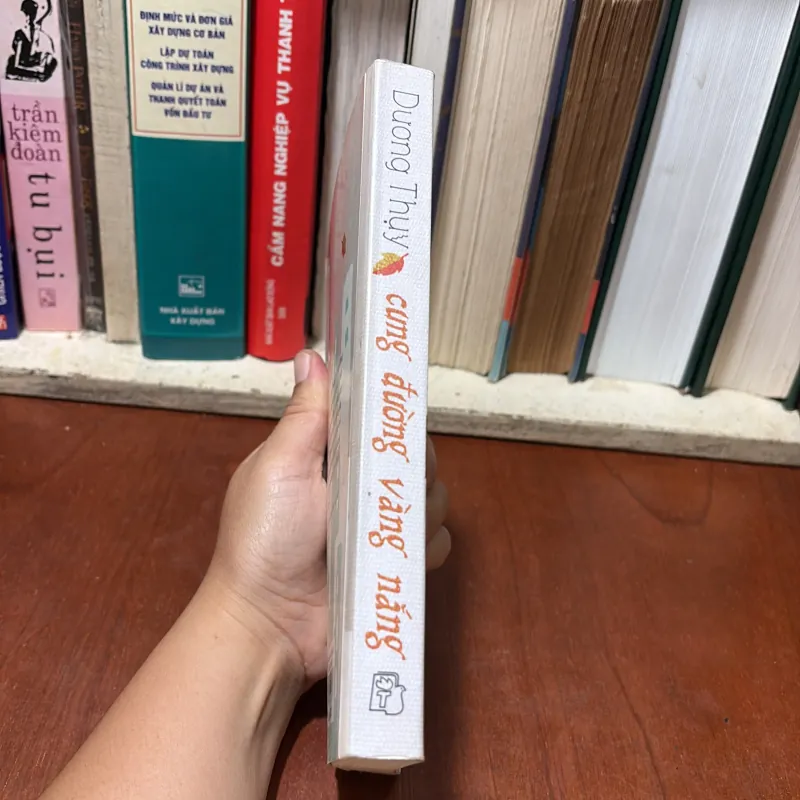 Dương Thụy
cung đường vàng nắng
T
trần
kiêm
đoàn
tu bụi
ĐỊNH MỨC VÀ ĐƠN GIÁ
XÂY DỰNG CƠ BẢN
LẬP DỰ TOÁN
CÔNG TRÌNH XÂY DỰNG
QUẢN LÍ DỰ ÁN VÀ
THANH QUYẾT TOÁN
VỐN ĐẦU TƯ
NHÀ XUẤT BẢN
XÂY DỰNG
CẨM NANG NGHIỆP VỤ THANH